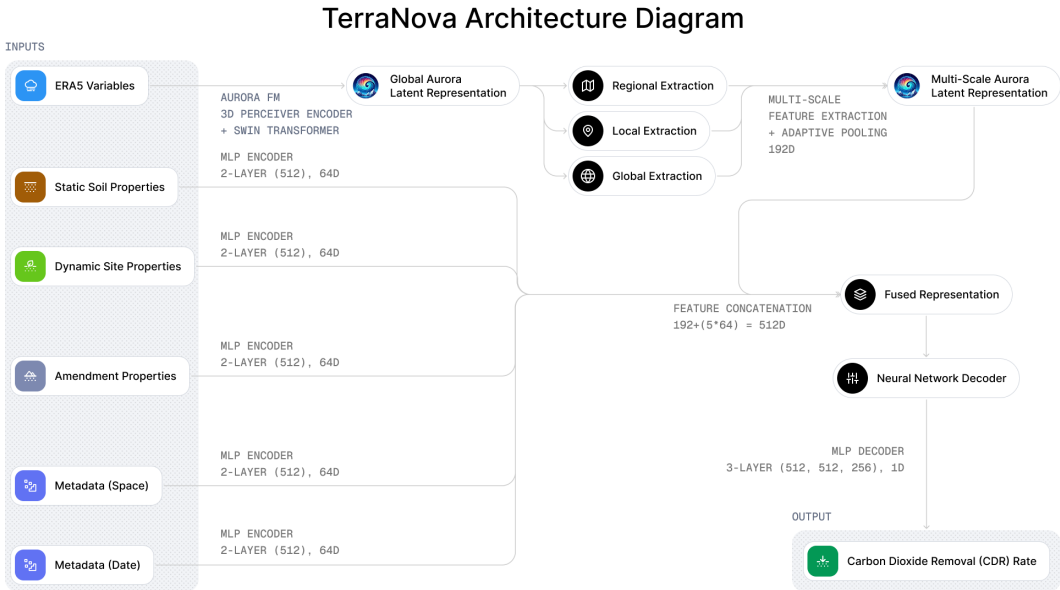 TerraNova Architecture Diagram
INPUTS
ERA5 Variables
AURORA FM
3D PERCEIVER ENCODER
+ SWIN TRANSFORMER
Global Aurora
Latent Representation
Regional Extraction
Local Extraction
Global Extraction
MULTI-SCALE
FEATURE EXTRACTION
+ ADAPTIVE POOLING
192D
Multi-Scale Aurora
Latent Representation
MLP ENCODER
2-LAYER (512), 64D
Static Soil Properties
MLP ENCODER
2-LAYER (512), 64D
Dynamic Site Properties
FEATURE CONCATENATION
192+(5*64) = 512D
Fused Representation
MLP ENCODER
2-LAYER (512), 64D
Amendment Properties
Neural Network Decoder
MLP ENCODER
2-LAYER (512), 64D
Metadata (Space)
MLP DECODER
3-LAYER (512, 512, 256), 1D
MLP ENCODER
2-LAYER (512), 64D
Metadata (Date)
OUTPUT
Carbon Dioxide Removal (CDR) Rate